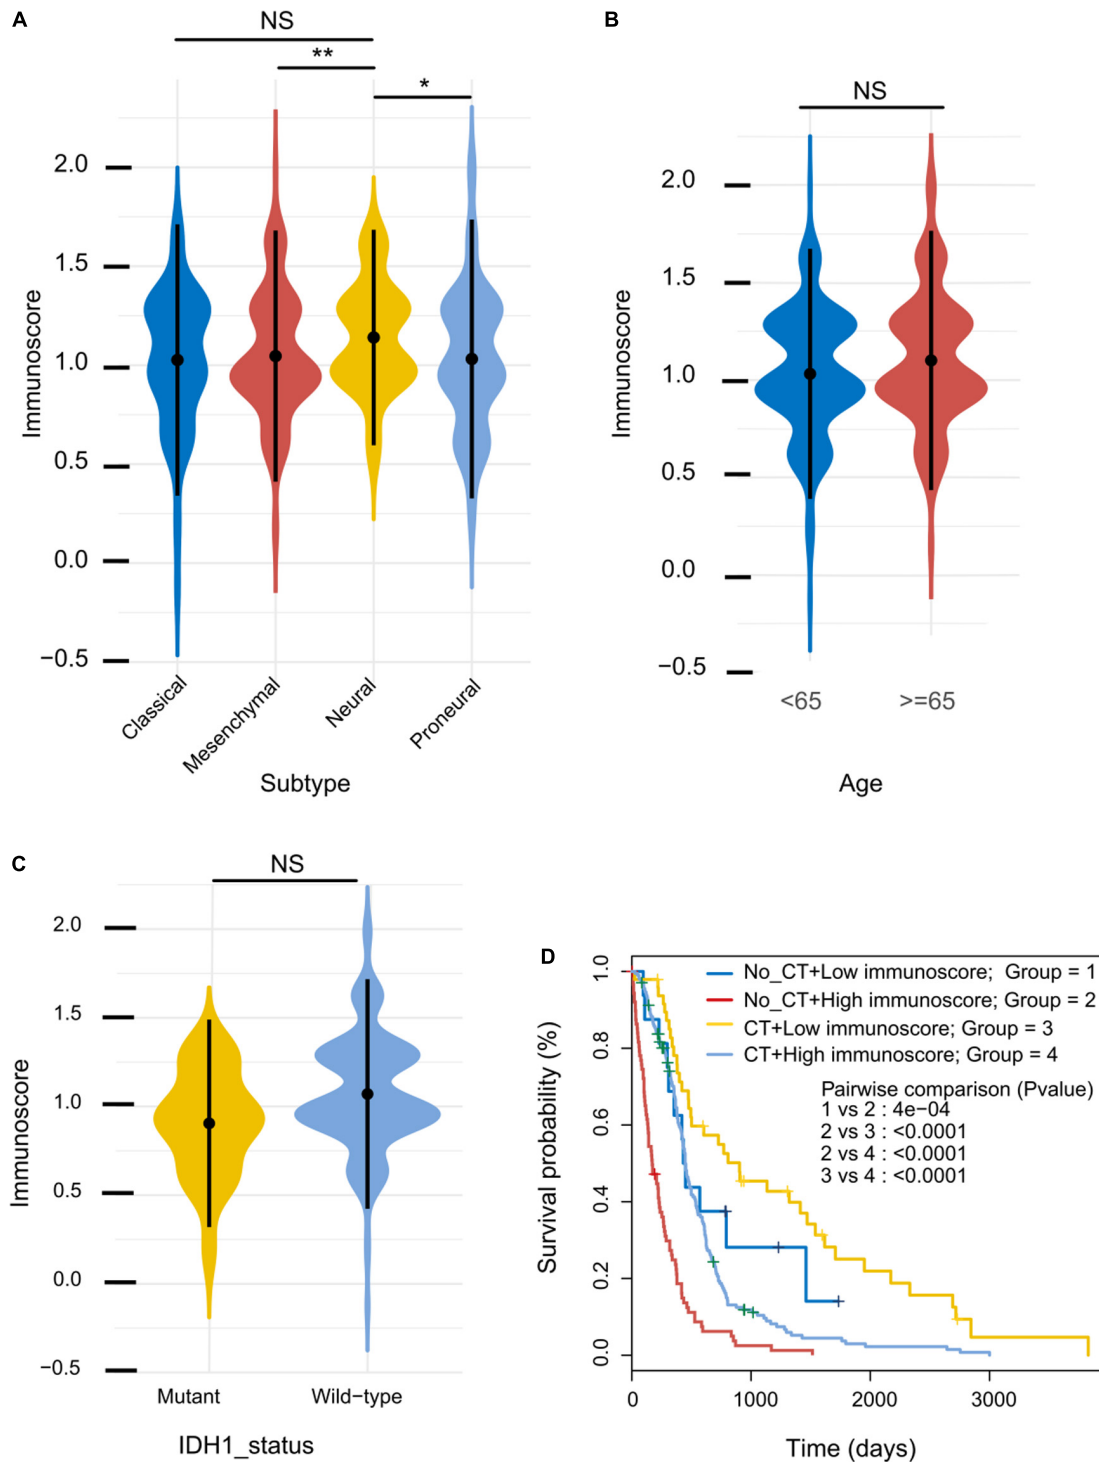 A
NS
**
*
2.0
1.5
1.0
0.5
0.0
−0.5
Immunoscore
Classical
Mesenchymal
Neural
Proneural
Subtype
B
NS
2.0
1.5
1.0
0.5
0.0
−0.5
Immunoscore
<65
>=65
Age
C
NS
2.0
1.5
1.0
0.5
0.0
−0.5
Immunoscore
Mutant
Wild−type
IDH1_status
D
No_CT+Low immunoscore; Group = 1
No_CT+High immunoscore; Group = 2
CT+Low immunoscore; Group = 3
CT+High immunoscore; Group = 4
Pairwise comparison (Pvalue)
1 vs 2 : 4e−04
2 vs 3 : <0.0001
2 vs 4 : <0.0001
3 vs 4 : <0.0001
1.0
0.8
0.6
0.4
0.2
0.0
Survival probability (%)
0
1000
2000
3000
Time (days)